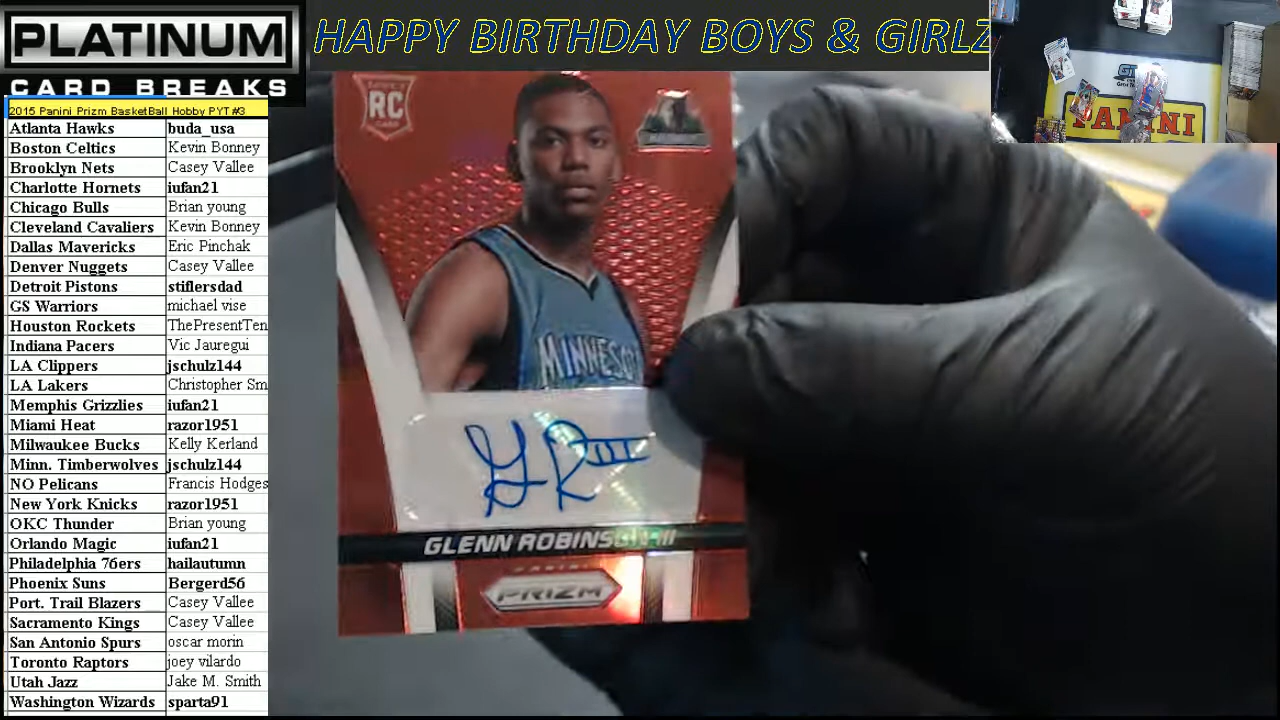 PLATINUM
CARD BREAKS
HAPPY BIRTHDAY BOYS & GIRLZ
2015 Panini Prizm BasketBall Hobby PYT #3
Atlanta Hawks buda_usa
Boston Celtics Kevin Bonney
Brooklyn Nets Casey Vallee
Charlotte Hornets iufan21
Chicago Bulls Brian young
Cleveland Cavaliers Kevin Bonney
Dallas Mavericks Eric Pinchak
Denver Nuggets Casey Vallee
Detroit Pistons stiflersdad
GS Warriors michael vise
Houston Rockets ThePresentTen
Indiana Pacers Vic Jauregui
LA Clippers jschulz144
LA Lakers Christopher Sm
Memphis Grizzlies iufan21
Miami Heat razor1951
Milwaukee Bucks Kelly Kerland
Minn. Timberwolves jschulz144
NO Pelicans Francis Hodges
New York Knicks razor1951
OKC Thunder Brian young
Orlando Magic iufan21
Philadelphia 76ers hailautumn
Phoenix Suns Bergerd56
Port. Trail Blazers Casey Vallee
Sacramento Kings Casey Vallee
San Antonio Spurs oscar morin
Toronto Raptors joey vilardo
Utah Jazz Jake M. Smith
Washington Wizards sparta91
RC
MINNESOT
GR III
GLENN ROBINSON III
PANINI
PRIZM
PANINI